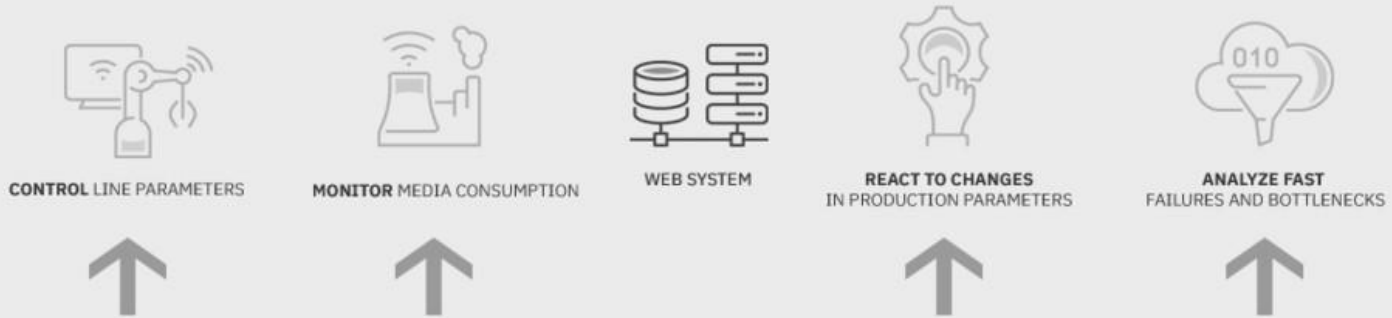 010
CONTROL LINE PARAMETERS
MONITOR MEDIA CONSUMPTION
WEB SYSTEM
REACT TO CHANGES
IN PRODUCTION PARAMETERS
ANALYZE FAST
FAILURES AND BOTTLENECKS